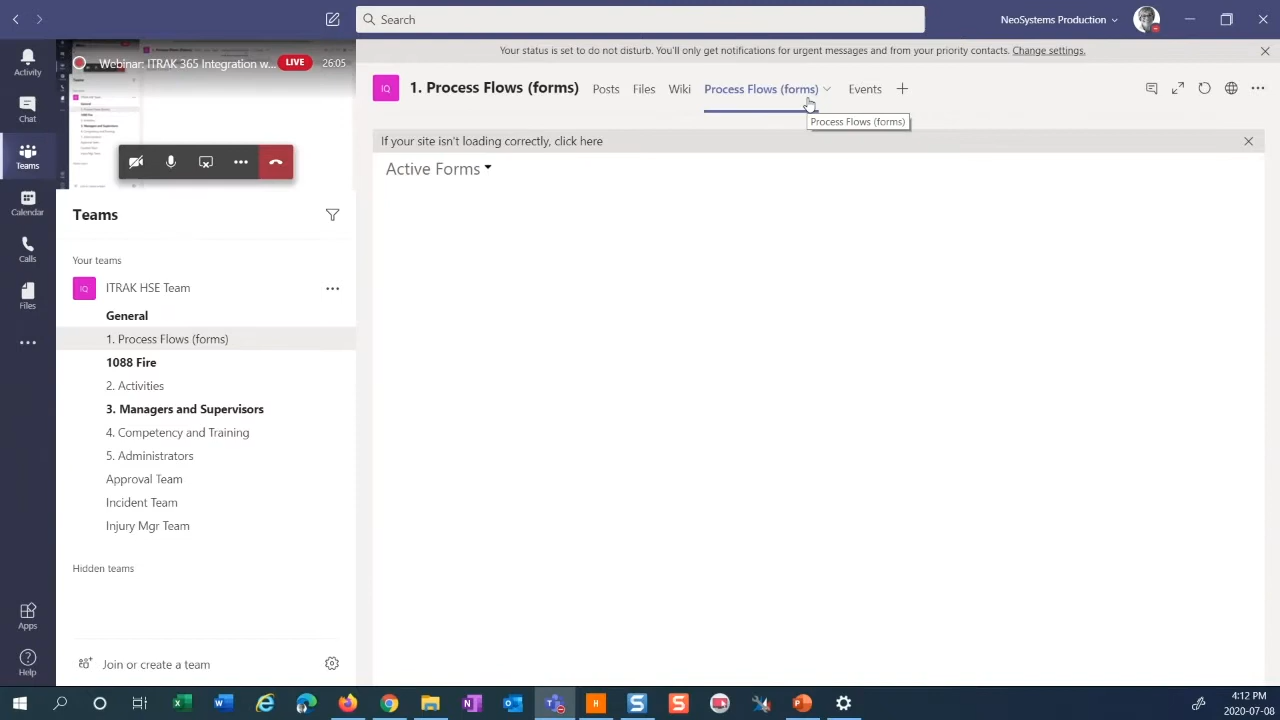 Search
NeoSystems Production
Your status is set to do not disturb. You'll only get notifications for urgent messages and from your priority contacts. Change settings.
Webinar: ITRAK 365 Integration w... LIVE 26:05
IQ 1. Process Flows (forms) Posts Files Wiki Process Flows (forms) Events
Process Flows (forms)
If your site isn't loading correctly, click here
Active Forms
Activity
Chat
Teams
Calendar
Calls
Files
Apps
Help
Teams
Your teams
IQ ITRAK HSE Team
General
1. Process Flows (forms)
1088 Fire
2. Activities
3. Managers and Supervisors
4. Competency and Training
5. Administrators
Approval Team
Incident Team
Injury Mgr Team
Hidden teams
Join or create a team
4:12 PM
2020-07-08